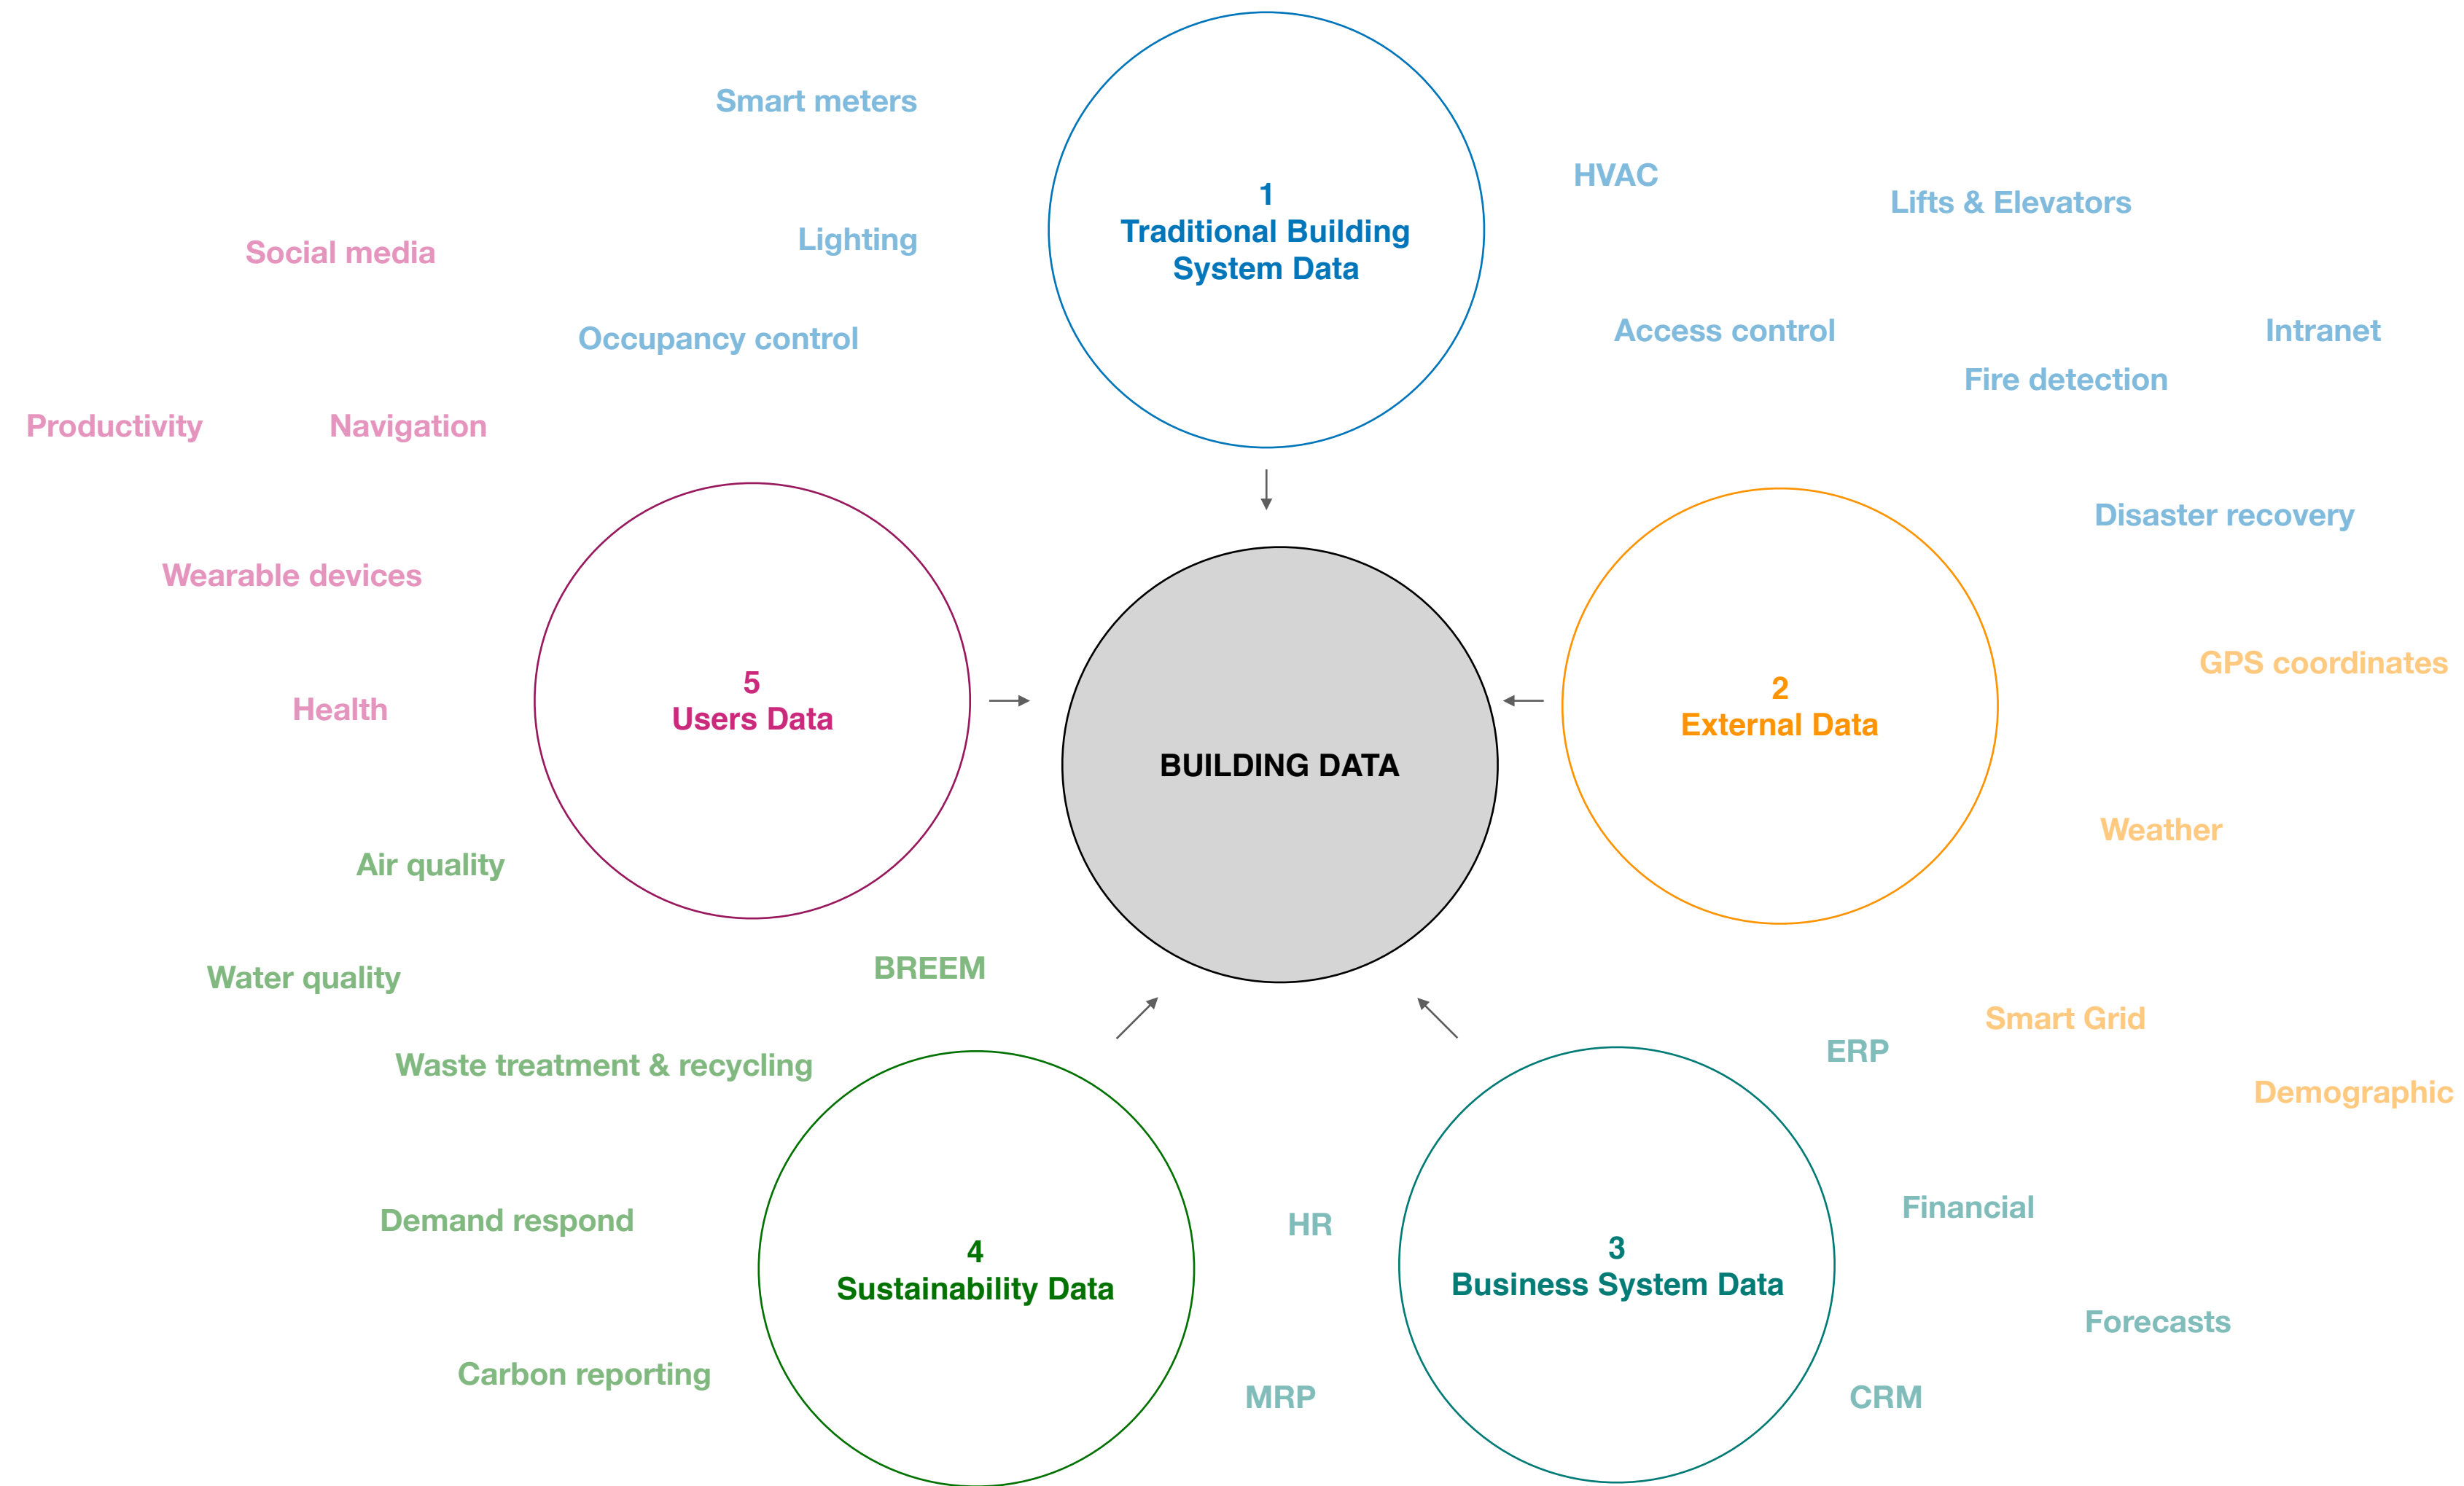 Smart meters
HVAC
Lifts & Elevators
1
Traditional Building
System Data
Lighting
Social media
Occupancy control
Access control
Intranet
Fire detection
Productivity
Navigation
Disaster recovery
Wearable devices
GPS coordinates
5
Users Data
2
External Data
Health
BUILDING DATA
Weather
Air quality
BREEM
Water quality
Smart Grid
ERP
Waste treatment & recycling
Demographic
Financial
Demand respond
HR
4
Sustainability Data
3
Business System Data
Forecasts
Carbon reporting
MRP
CRM